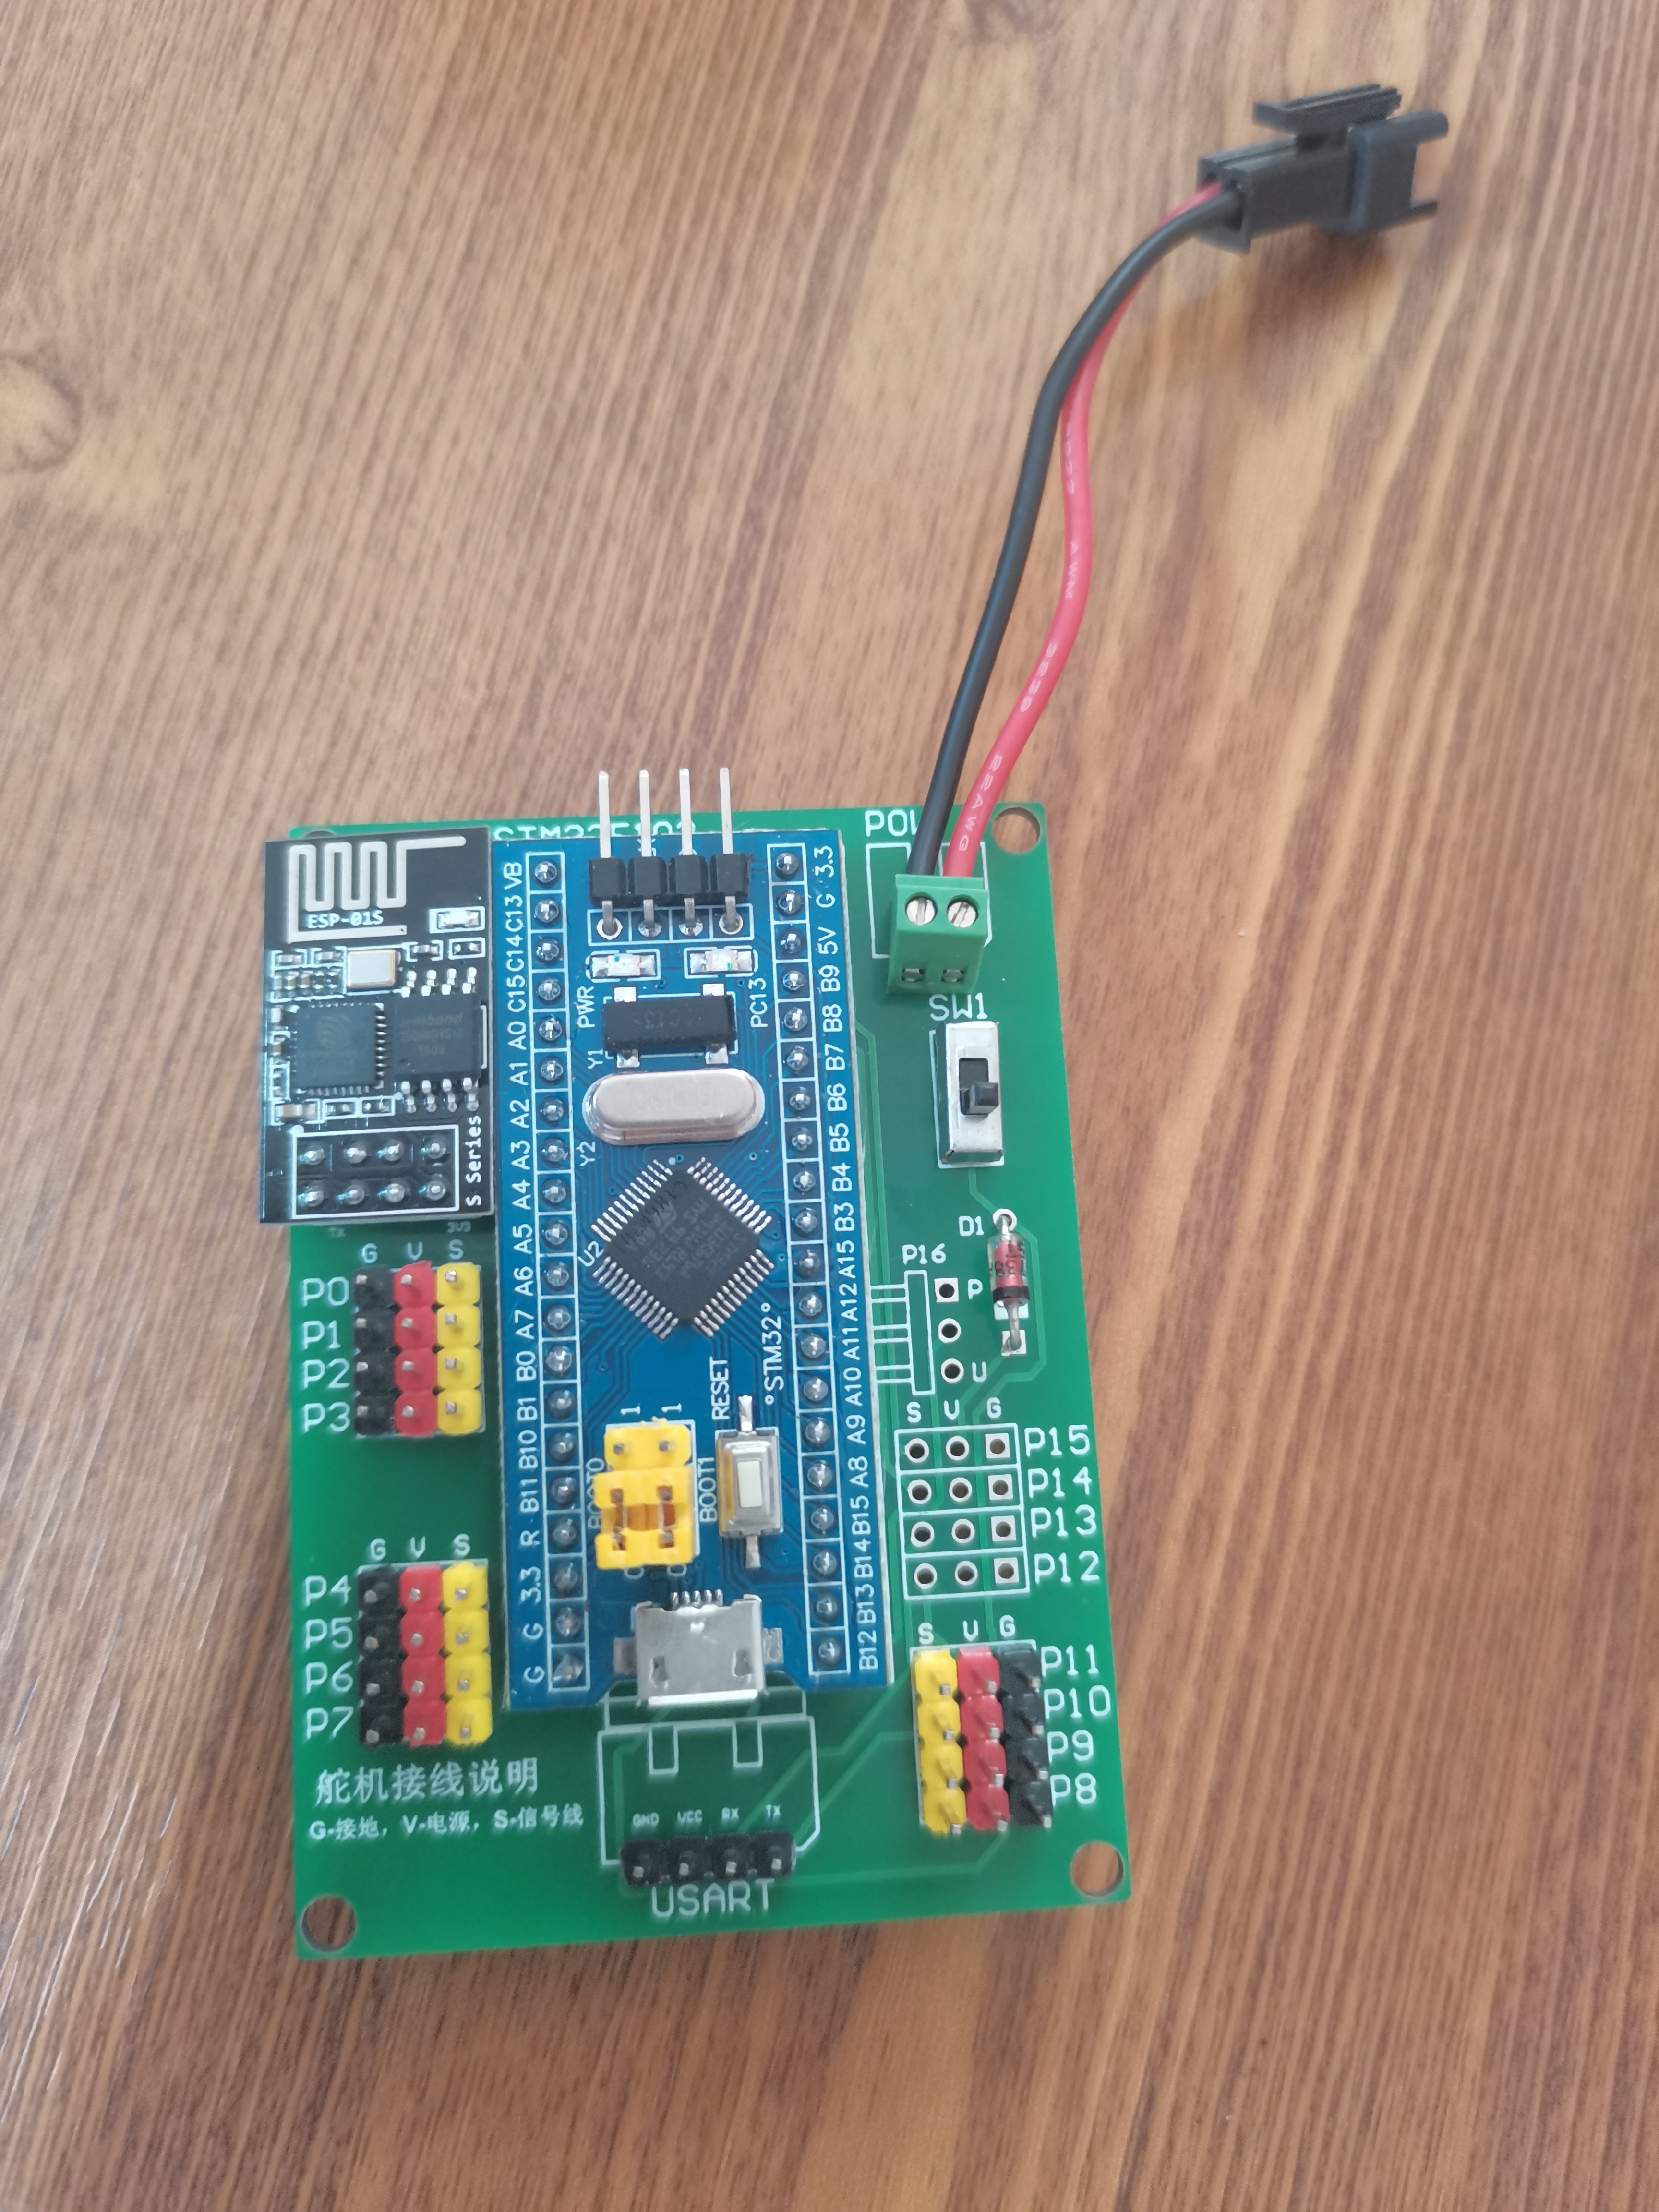 ESP-01S
S Series
TX
3V3
G V S
P0
P1
P2
P3
G V S
P4
P5
P6
P7
舵机接线说明
G-接地，V-电源，S-信号线
VB
C13
C14
C15
A0
A1
A2
A3
A4
A5
A6
A7
B0
B1
B10
B11
R
3.3
G
G
PWR
PC13
Y1
Y2
U2
°STM32°
RESET
1
1
BOOT1
3.3
G
5V
B9
B8
B7
B6
B5
B4
B3
A15
A12
A11
A10
A9
A8
B15
B14
B13
B12
SW1
D1
P16
P
U
S V G
P15
P14
P13
P12
S V G
P11
P10
P9
P8
GND VCC RX TX
USART